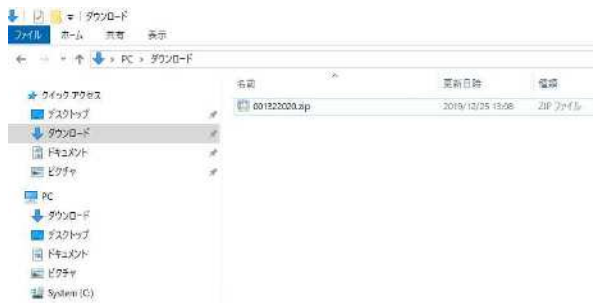 ダウンロード
ファイル ホーム 共有 表示
PC › ダウンロード
名前 更新日時 種類
クイック アクセス
001322020.zip 2019/12/25 13:08 ZIP ファイル
デスクトップ
ダウンロード
ドキュメント
ピクチャ
PC
ダウンロード
デスクトップ
ドキュメント
ピクチャ
System (C:)